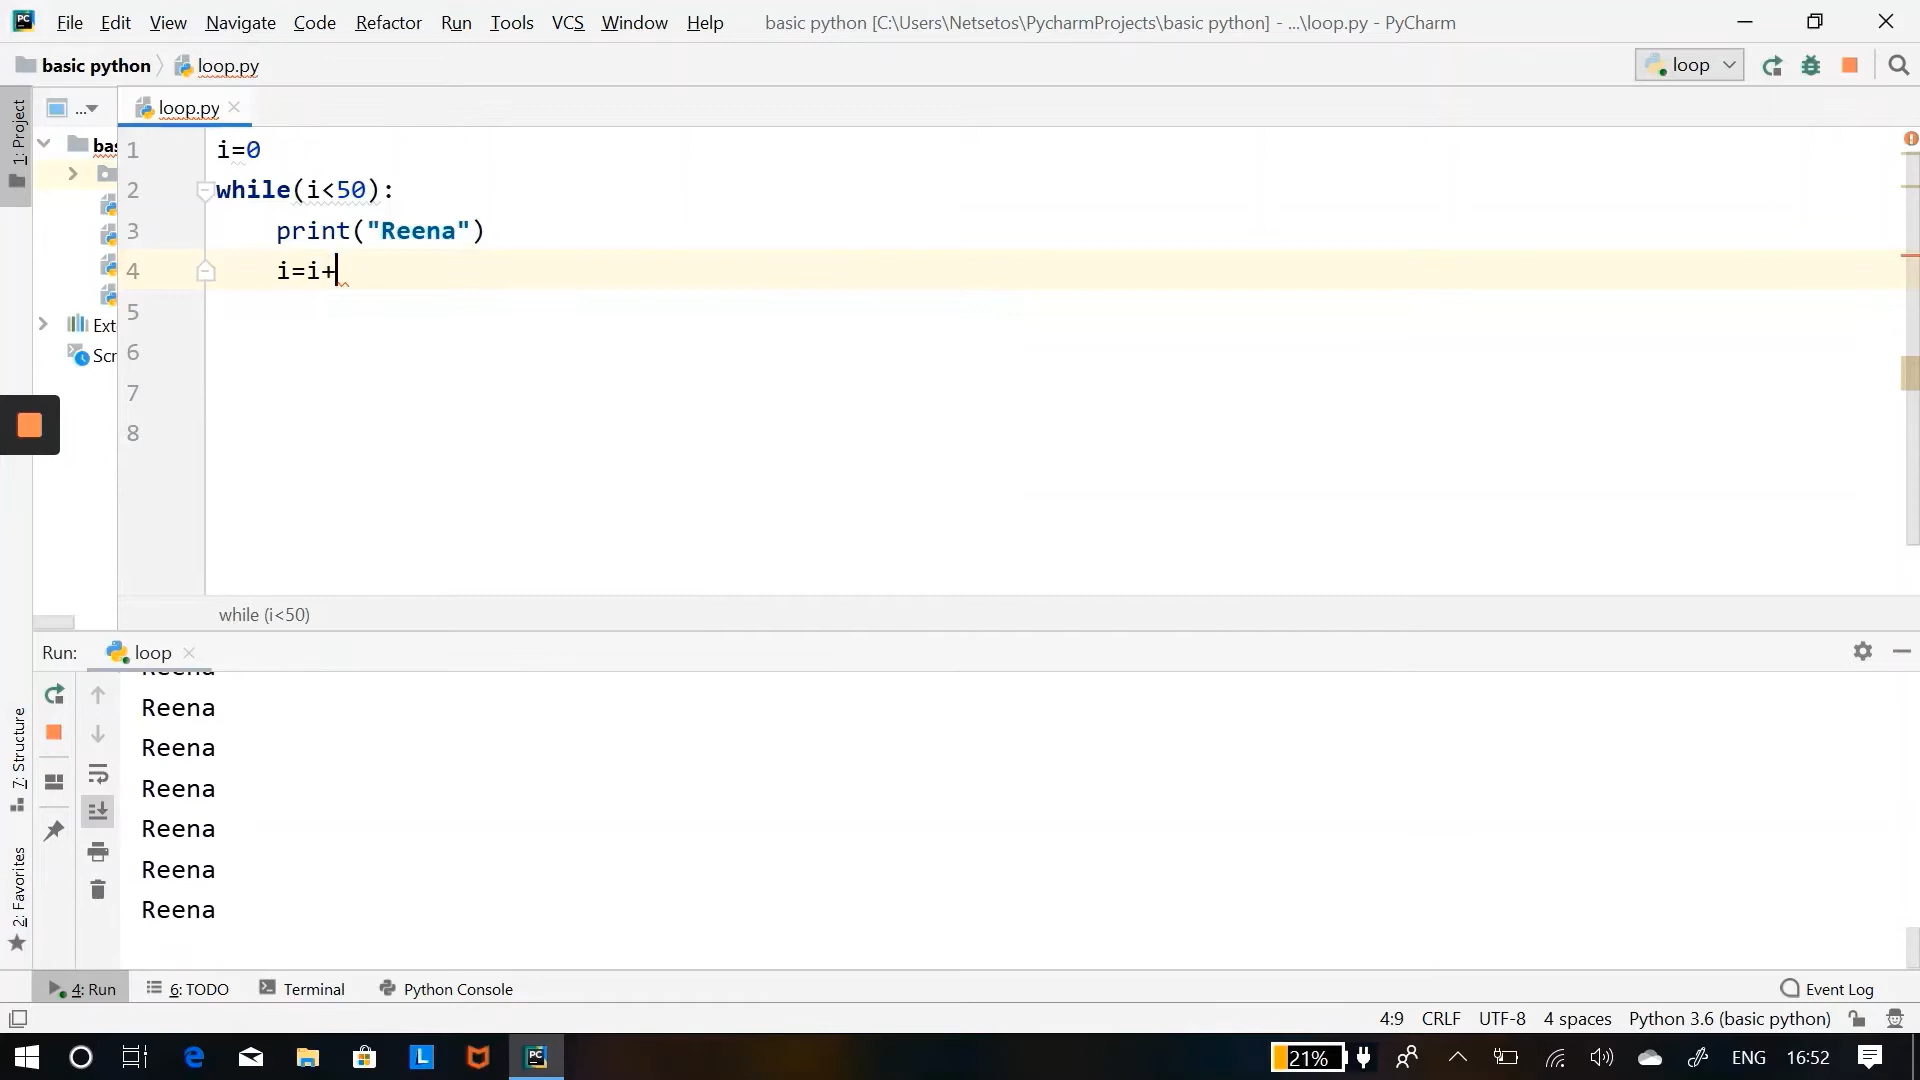 PC File Edit View Navigate Code Refactor Run Tools VCS Window Help basic python [C:\Users\Netsetos\PycharmProjects\basic python] - ...\loop.py - PyCharm
basic python loop.py loop
1: Project
... loop.py
bas
Ext
Scr
1 i=0
2 while(i<50):
3 print("Reena")
4 i=i+
5
6
7
8
while (i<50)
Run: loop
Reena
Reena
Reena
Reena
Reena
Reena
Reena
7: Structure
2: Favorites
4: Run 6: TODO Terminal Python Console Event Log
4:9 CRLF UTF-8 4 spaces Python 3.6 (basic python)
L PC 21% ENG 16:52